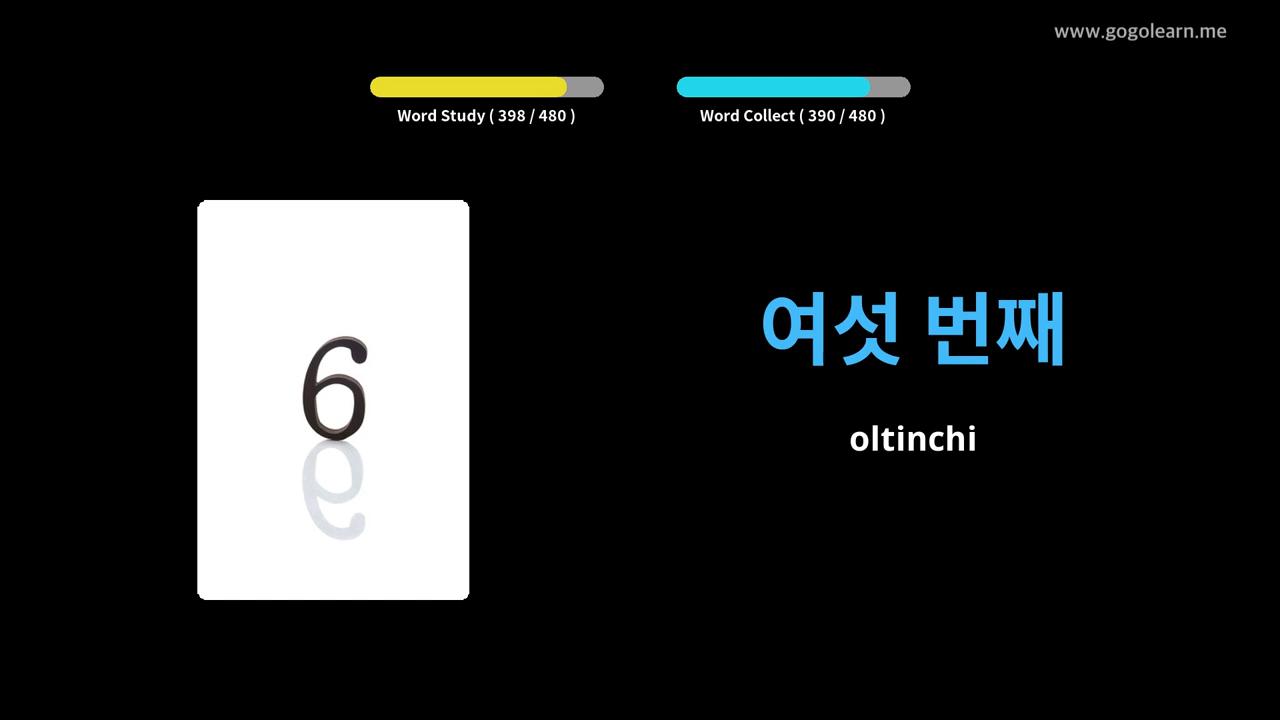 www.gogolearn.me
Word Study ( 398 / 480 )
Word Collect ( 390 / 480 )
6
여섯 번째
oltinchi